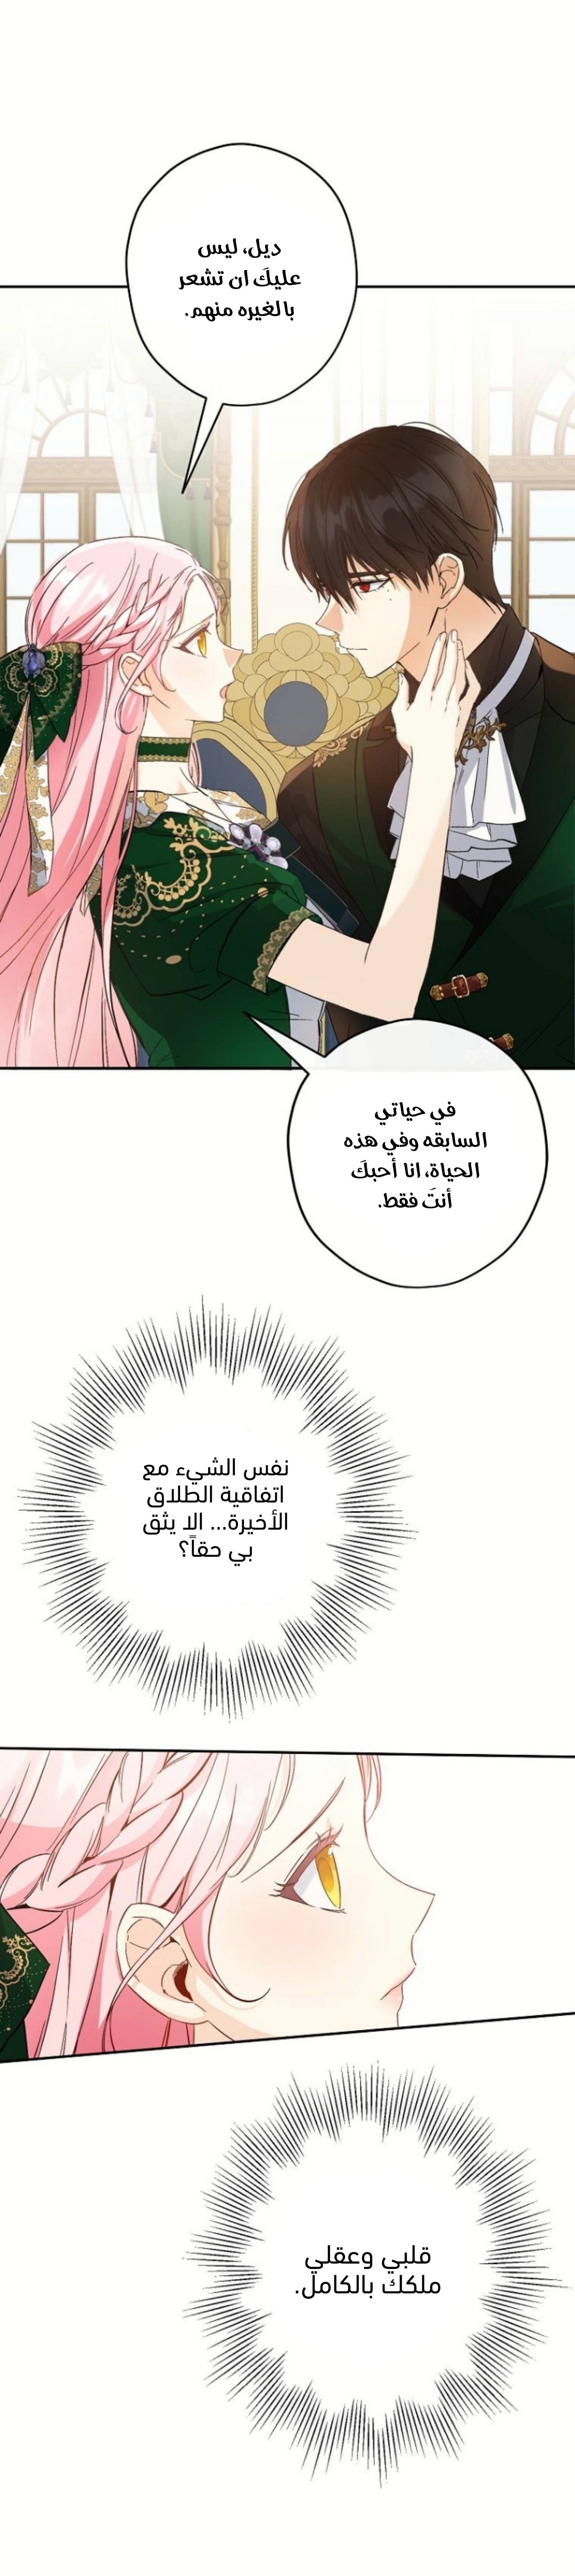 ديل، ليس
عليكَ ان تشعر
بالغيره منهم.
في حياتي
السابقه وفي هذه
الحياة، انا أحبكَ
أنتَ فقط.
نفس الشيء مع
اتفاقية الطلاق
الأخيرة... الا يثق
بي حقاً؟
قلبي وعقلي
ملكك بالكامل.